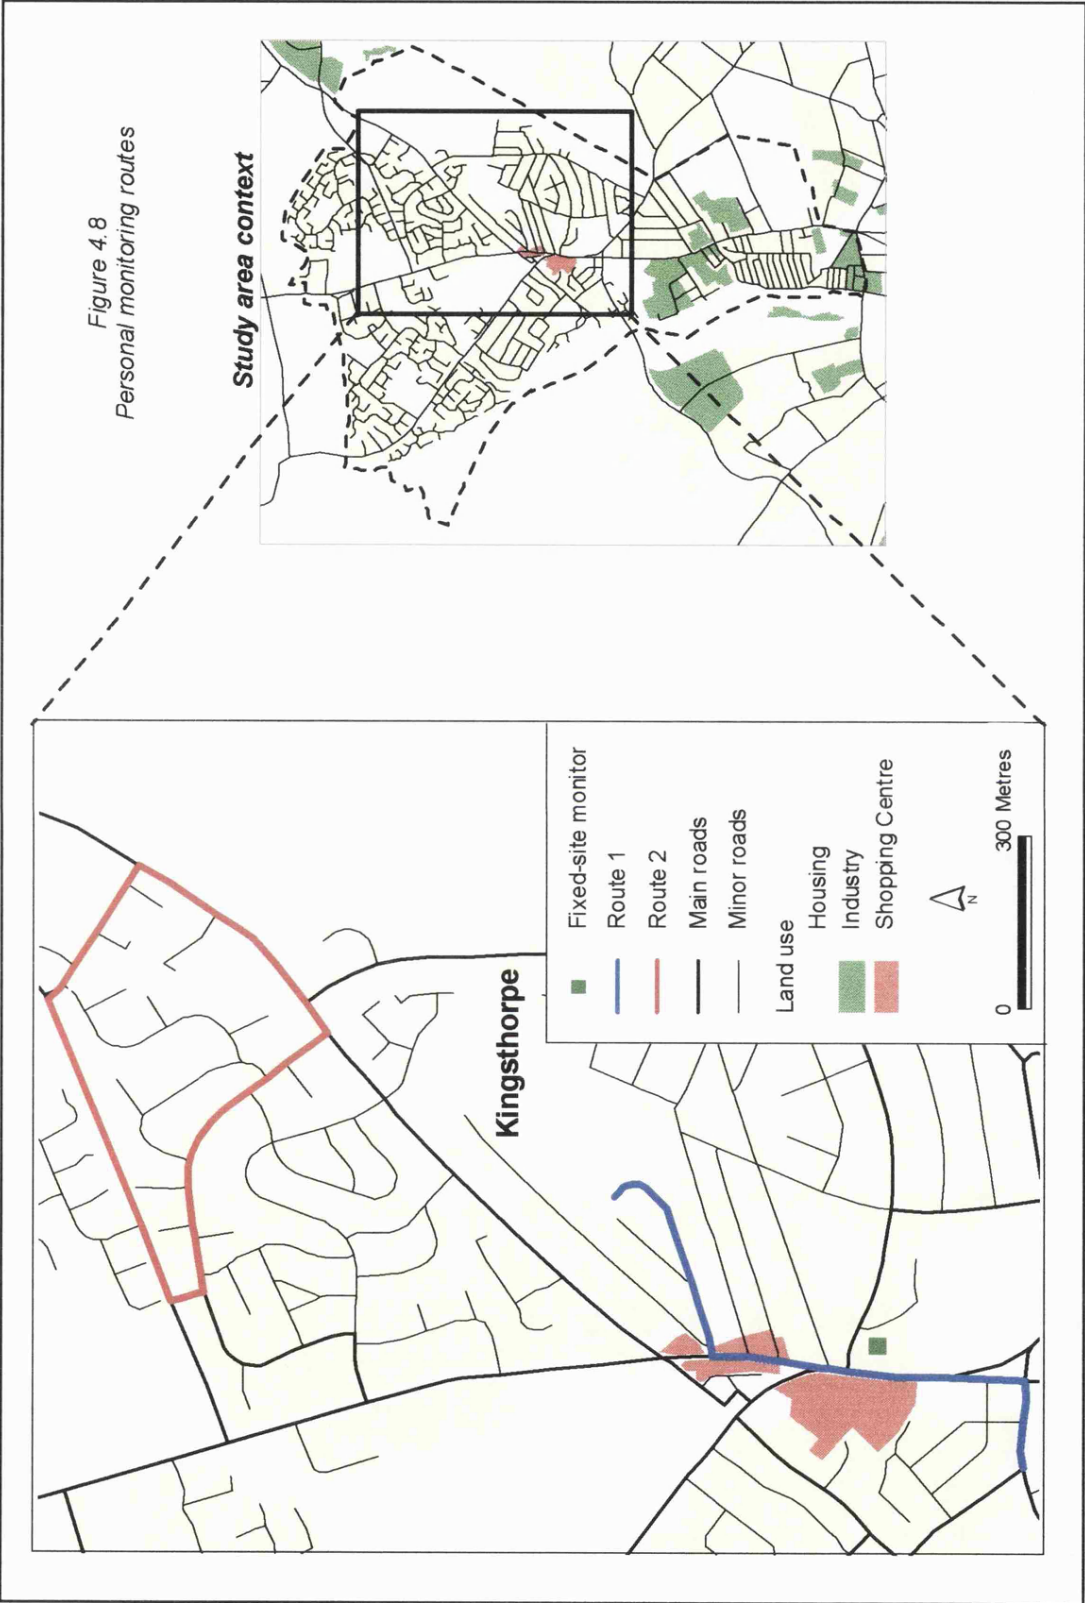 Figure 4.8
Personal monitoring routes
Study area context
Kingsthorpe
Fixed-site monitor
Route 1
Route 2
Main roads
Minor roads
Land use
Housing
Industry
Shopping Centre
N
0 300 Metres